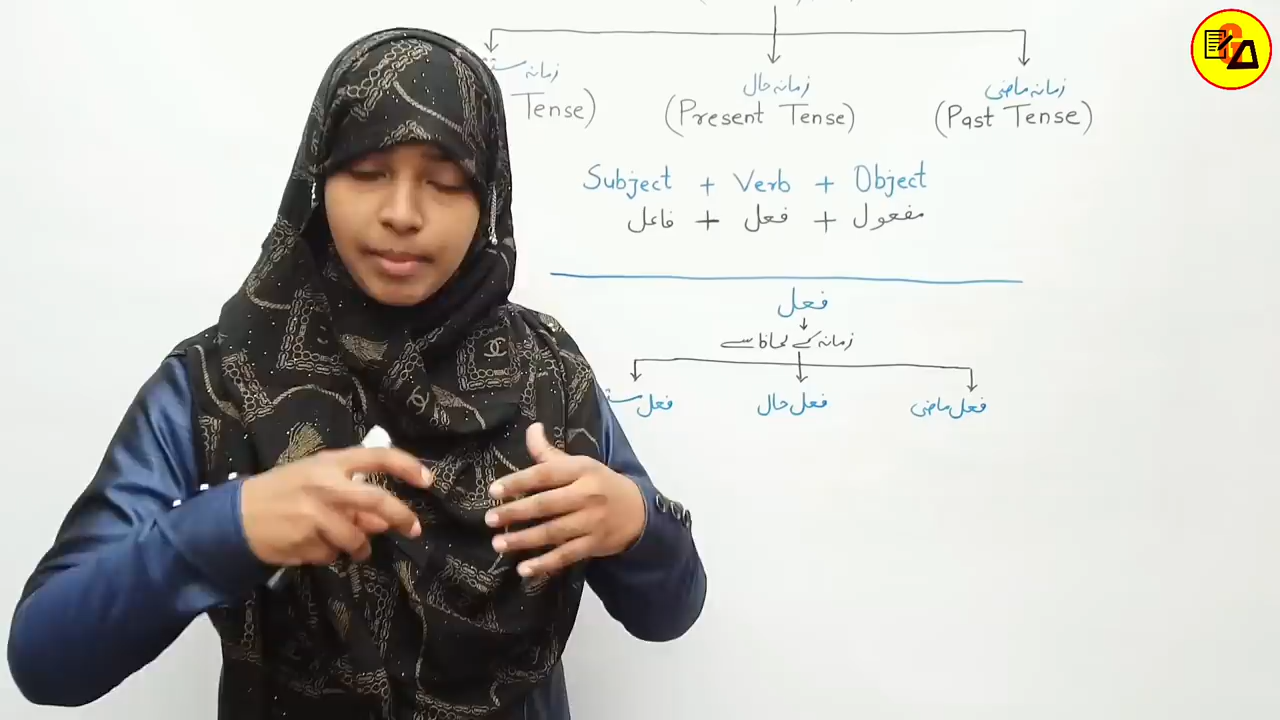 زمانہ حال زمانہ ماضی
Tense) (Present Tense) (Past Tense)
Subject + Verb + Object
فاعل + فعل + مفعول
فعل
زمانہ کے لحاظ سے
فعل فعل حال فعل ماضی